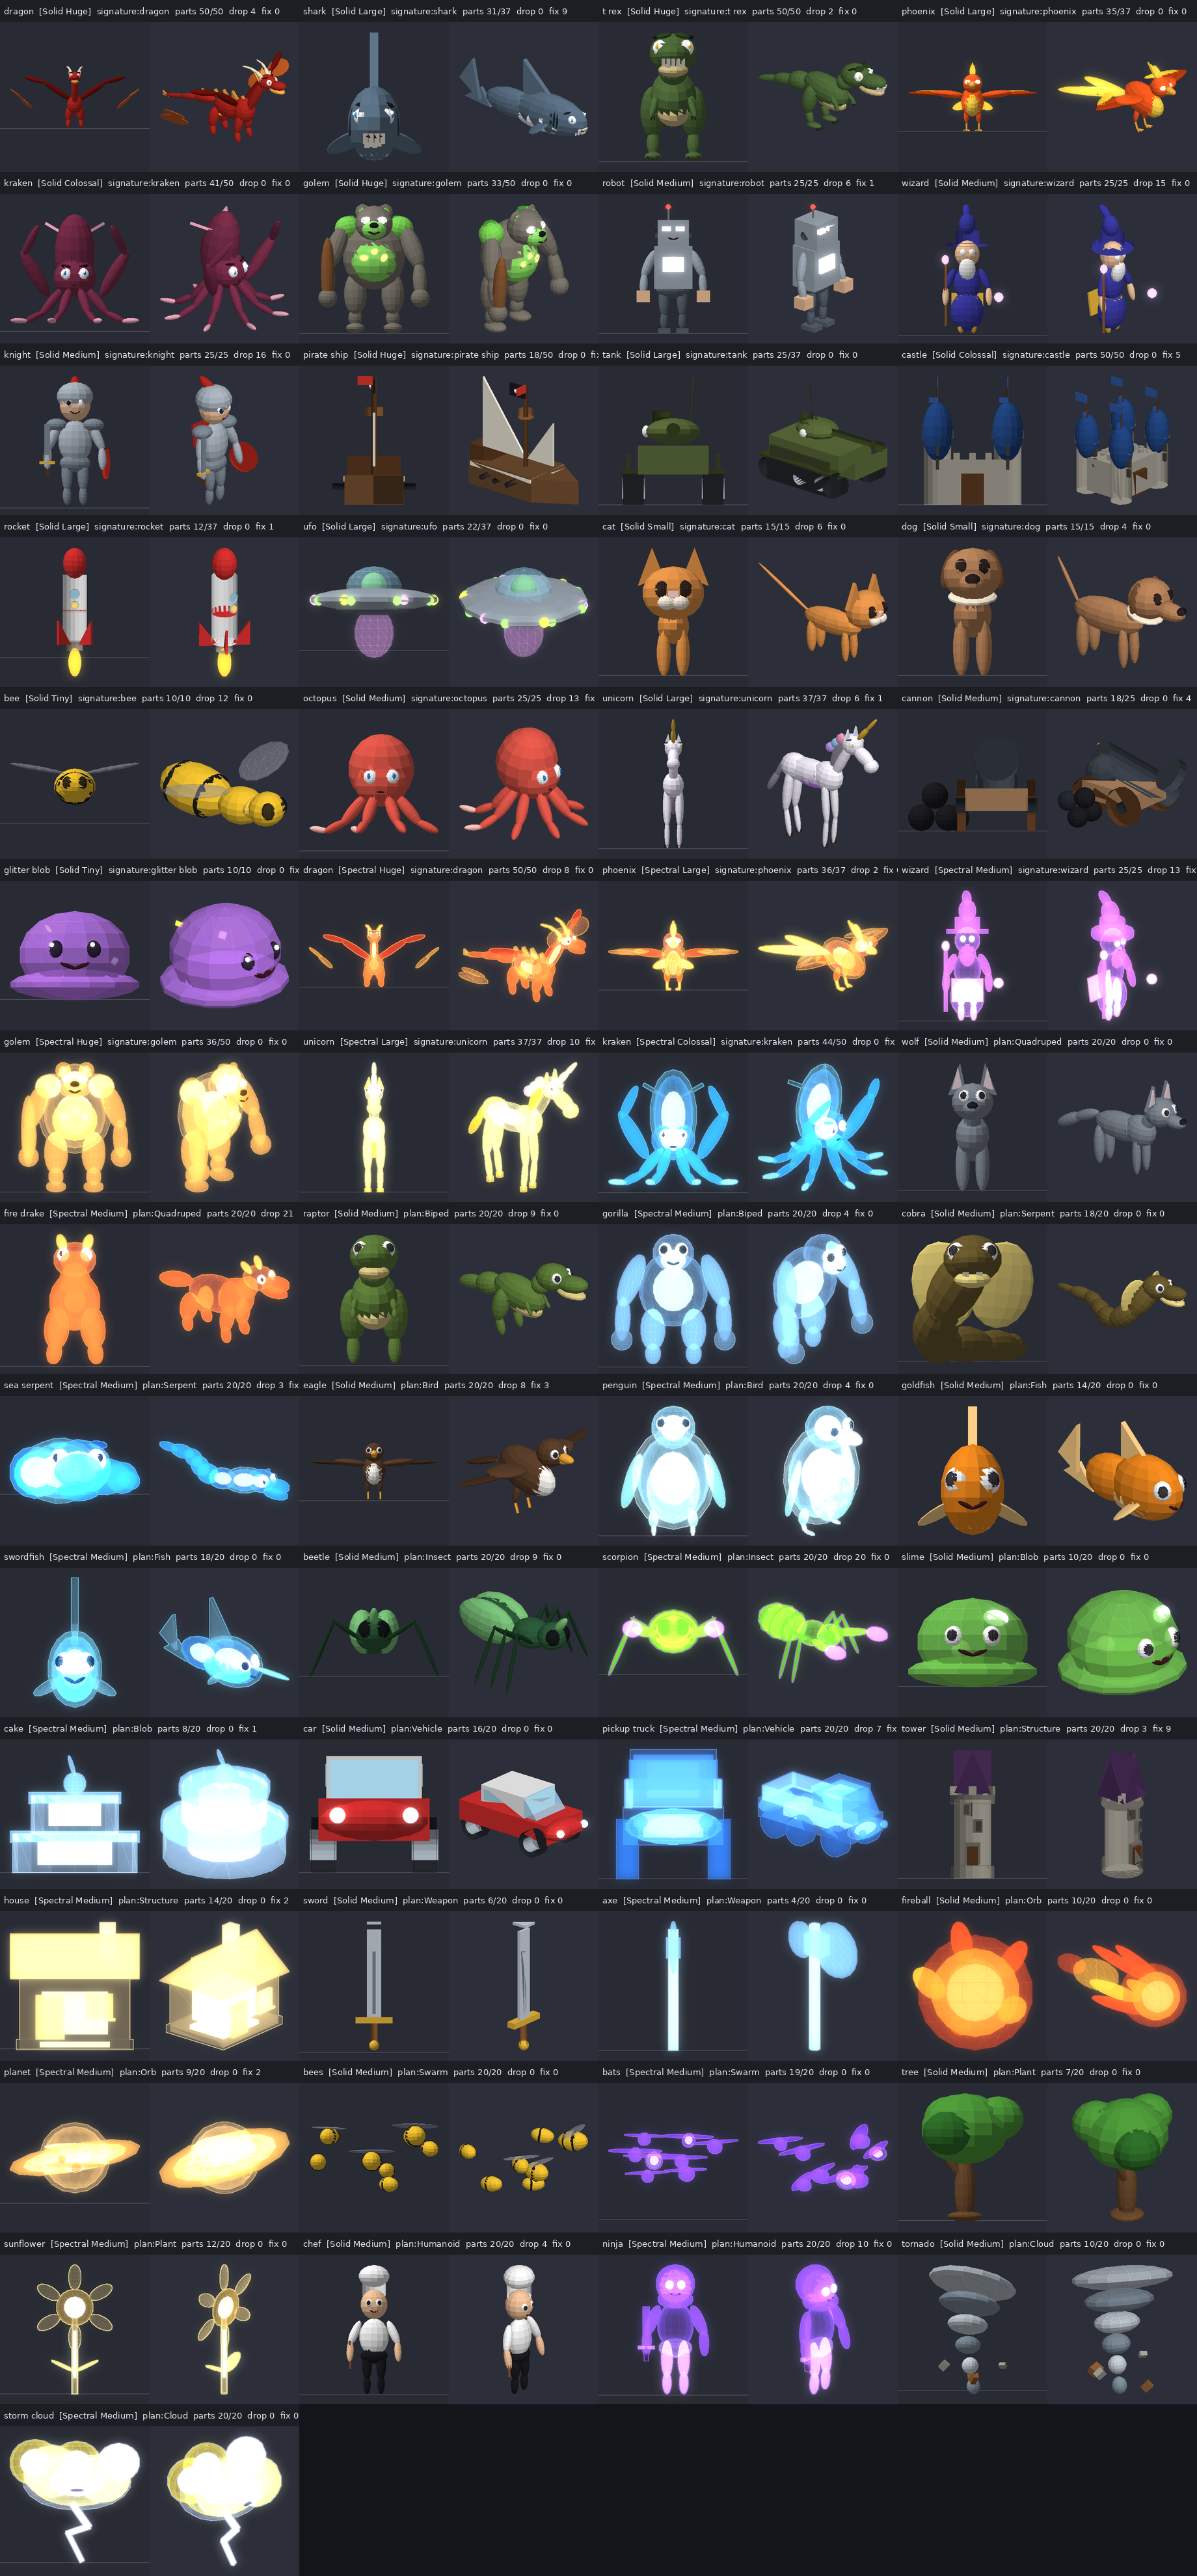 dragon [Solid Huge] signature:dragon parts 50/50 drop 4 fix 0
shark [Solid Large] signature:shark parts 31/37 drop 0 fix 9
t rex [Solid Huge] signature:t rex parts 50/50 drop 2 fix 0
phoenix [Solid Large] signature:phoenix parts 35/37 drop 0 fix 0
kraken [Solid Colossal] signature:kraken parts 41/50 drop 0 fix 0
golem [Solid Huge] signature:golem parts 33/50 drop 0 fix 0
robot [Solid Medium] signature:robot parts 25/25 drop 6 fix 1
wizard [Solid Medium] signature:wizard parts 25/25 drop 15 fix 0
knight [Solid Medium] signature:knight parts 25/25 drop 16 fix 0
pirate ship [Solid Huge] signature:pirate ship parts 18/50 drop 0 fix
tank [Solid Large] signature:tank parts 25/37 drop 0 fix 0
castle [Solid Colossal] signature:castle parts 50/50 drop 0 fix 5
rocket [Solid Large] signature:rocket parts 12/37 drop 0 fix 1
ufo [Solid Large] signature:ufo parts 22/37 drop 0 fix 0
cat [Solid Small] signature:cat parts 15/15 drop 6 fix 0
dog [Solid Small] signature:dog parts 15/15 drop 4 fix 0
bee [Solid Tiny] signature:bee parts 10/10 drop 12 fix 0
octopus [Solid Medium] signature:octopus parts 25/25 drop 13 fix
unicorn [Solid Large] signature:unicorn parts 37/37 drop 6 fix 1
cannon [Solid Medium] signature:cannon parts 18/25 drop 0 fix 4
glitter blob [Solid Tiny] signature:glitter blob parts 10/10 drop 0 fix
dragon [Spectral Huge] signature:dragon parts 50/50 drop 8 fix 0
phoenix [Spectral Large] signature:phoenix parts 36/37 drop 2 fix
wizard [Spectral Medium] signature:wizard parts 25/25 drop 13 fix
golem [Spectral Huge] signature:golem parts 36/50 drop 0 fix 0
unicorn [Spectral Large] signature:unicorn parts 37/37 drop 10 fix
kraken [Spectral Colossal] signature:kraken parts 44/50 drop 0 fix
wolf [Solid Medium] plan:Quadruped parts 20/20 drop 0 fix 0
fire drake [Spectral Medium] plan:Quadruped parts 20/20 drop 21
raptor [Solid Medium] plan:Biped parts 20/20 drop 9 fix 0
gorilla [Spectral Medium] plan:Biped parts 20/20 drop 4 fix 0
cobra [Solid Medium] plan:Serpent parts 18/20 drop 0 fix 0
sea serpent [Spectral Medium] plan:Serpent parts 20/20 drop 3 fix
eagle [Solid Medium] plan:Bird parts 20/20 drop 8 fix 3
penguin [Spectral Medium] plan:Bird parts 20/20 drop 4 fix 0
goldfish [Solid Medium] plan:Fish parts 14/20 drop 0 fix 0
swordfish [Spectral Medium] plan:Fish parts 18/20 drop 0 fix 0
beetle [Solid Medium] plan:Insect parts 20/20 drop 9 fix 0
scorpion [Spectral Medium] plan:Insect parts 20/20 drop 20 fix 0
slime [Solid Medium] plan:Blob parts 10/20 drop 0 fix 0
cake [Spectral Medium] plan:Blob parts 8/20 drop 0 fix 1
car [Solid Medium] plan:Vehicle parts 16/20 drop 0 fix 0
pickup truck [Spectral Medium] plan:Vehicle parts 20/20 drop 7 fix
tower [Solid Medium] plan:Structure parts 20/20 drop 3 fix 9
house [Spectral Medium] plan:Structure parts 14/20 drop 0 fix 2
sword [Solid Medium] plan:Weapon parts 6/20 drop 0 fix 0
axe [Spectral Medium] plan:Weapon parts 4/20 drop 0 fix 0
fireball [Solid Medium] plan:Orb parts 10/20 drop 0 fix 0
planet [Spectral Medium] plan:Orb parts 9/20 drop 0 fix 2
bees [Solid Medium] plan:Swarm parts 20/20 drop 0 fix 0
bats [Spectral Medium] plan:Swarm parts 19/20 drop 0 fix 0
tree [Solid Medium] plan:Plant parts 7/20 drop 0 fix 0
sunflower [Spectral Medium] plan:Plant parts 12/20 drop 0 fix 0
chef [Solid Medium] plan:Humanoid parts 20/20 drop 4 fix 0
ninja [Spectral Medium] plan:Humanoid parts 20/20 drop 10 fix 0
tornado [Solid Medium] plan:Cloud parts 10/20 drop 0 fix 0
storm cloud [Spectral Medium] plan:Cloud parts 20/20 drop 0 fix 0